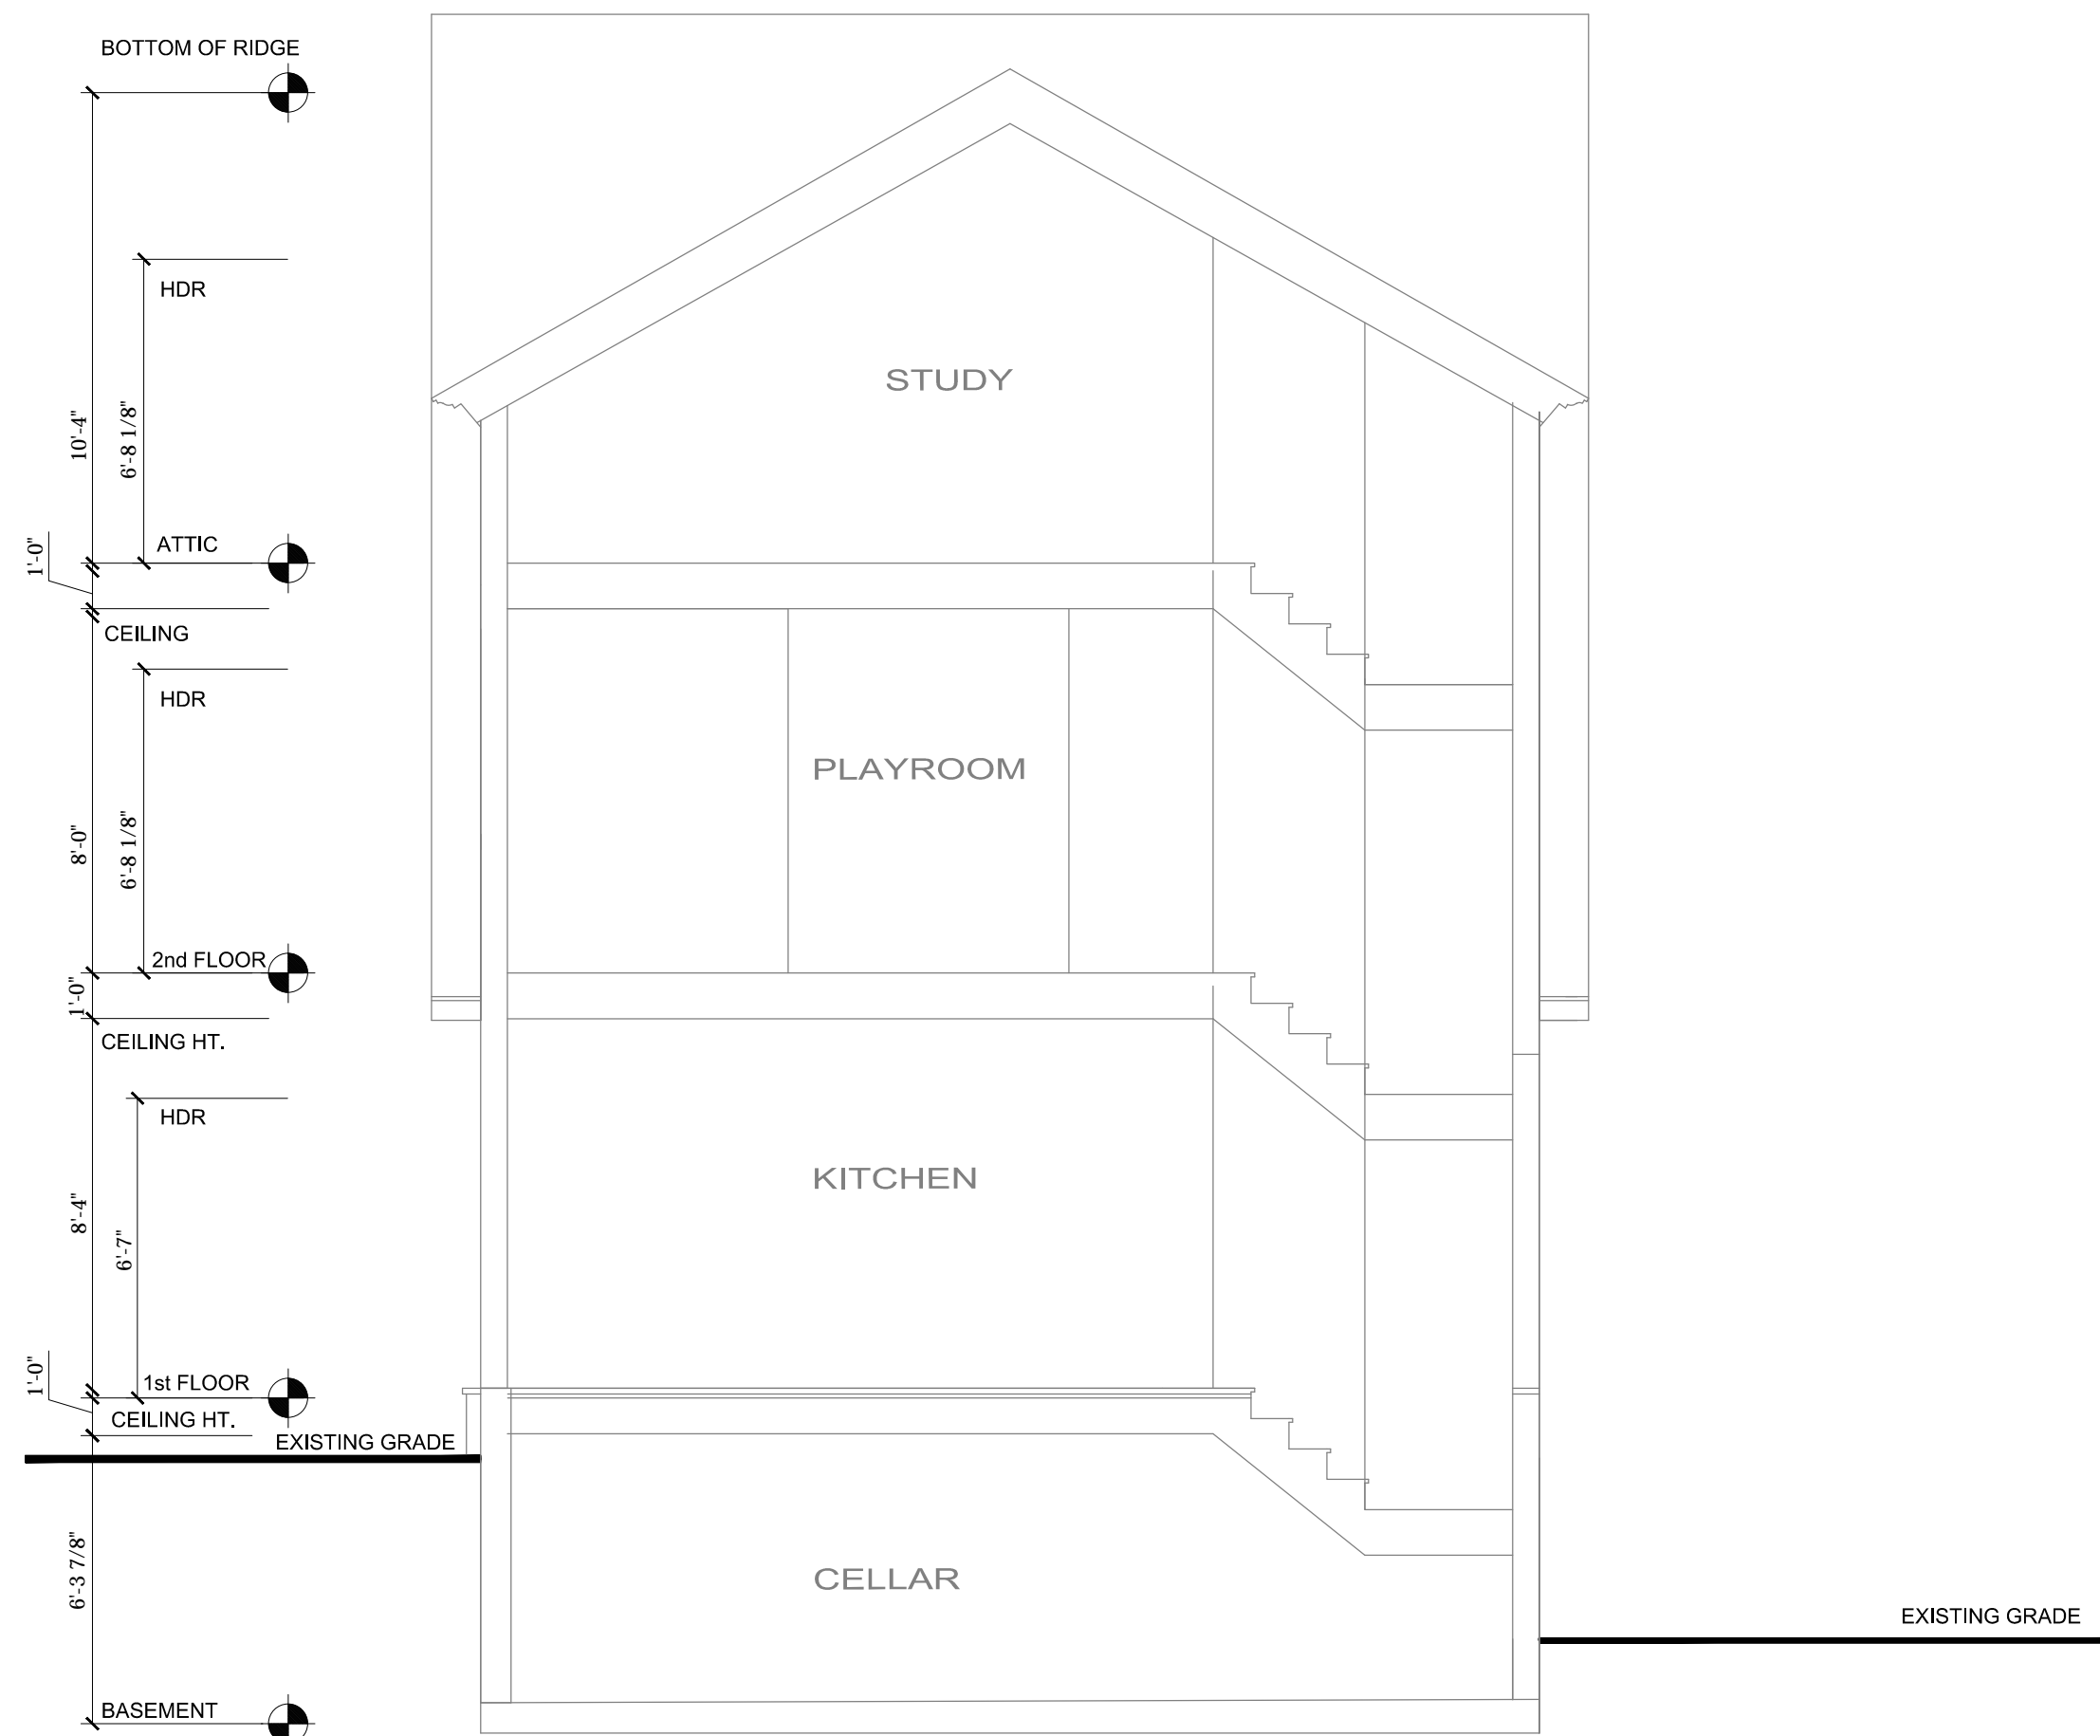 BOTTOM OF RIDGE
HDR
STUDY
10'-4"
6'-8 1/8"
1'-0"
ATTIC
CEILING
HDR
PLAYROOM
8'-0"
6'-8 1/8"
2nd FLOOR
1'-0"
CEILING HT.
HDR
KITCHEN
8'-4"
6'-7"
1'-0"
1st FLOOR
CEILING HT.
EXISTING GRADE
6'-3 7/8"
CELLAR
EXISTING GRADE
BASEMENT